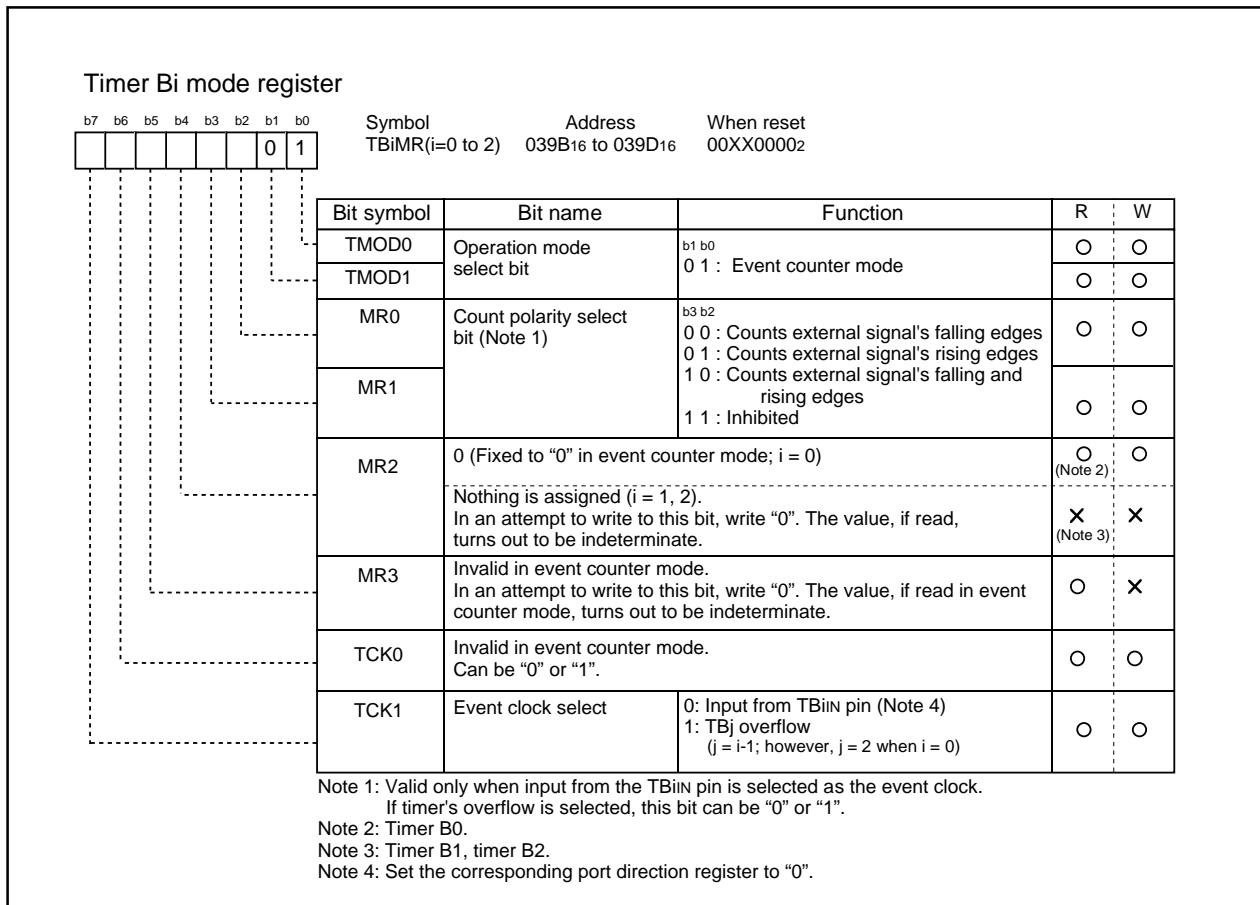 Timer Bi mode register
b7 b6 b5 b4 b3 b2 b1 b0
0 1
Symbol Address When reset
TBiMR(i=0 to 2) 039B16 to 039D16 00XX00002
Bit symbol Bit name Function R W
TMOD0 Operation mode select bit
b1 b0
0 1 : Event counter mode
TMOD1
MR0 Count polarity select bit (Note 1)
b3 b2
0 0 : Counts external signal's falling edges
0 1 : Counts external signal's rising edges
1 0 : Counts external signal's falling and
rising edges
1 1 : Inhibited
MR1
MR2
0 (Fixed to “0” in event counter mode; i = 0)
(Note 2)
Nothing is assigned (i = 1, 2).
In an attempt to write to this bit, write “0”. The value, if read,
turns out to be indeterminate.
(Note 3)
MR3
Invalid in event counter mode.
In an attempt to write to this bit, write “0”. The value, if read in event
counter mode, turns out to be indeterminate.
TCK0
Invalid in event counter mode.
Can be “0” or “1”.
TCK1 Event clock select
0: Input from TBiIN pin (Note 4)
1: TBj overflow
(j = i-1; however, j = 2 when i = 0)
Note 1: Valid only when input from the TBiIN pin is selected as the event clock.
If timer's overflow is selected, this bit can be “0” or “1”.
Note 2: Timer B0.
Note 3: Timer B1, timer B2.
Note 4: Set the corresponding port direction register to “0”.